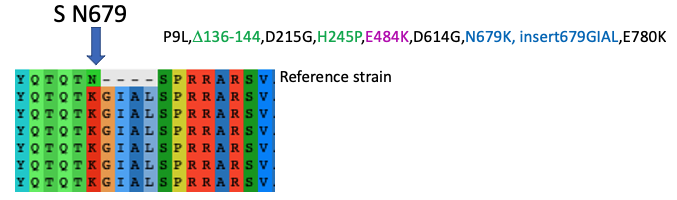 S N679
P9L,Δ136-144,D215G,H245P,E484K,D614G,N679K, insert679GIAL,E780K
YQTQTN----SPRRARSV Reference strain
YQTQTKGIALSPRRARSV
YQTQTKGIALSPRRARSV
YQTQTKGIALSPRRARSV
YQTQTKGIALSPRRARSV
YQTQTKGIALSPRRARSV
YQTQTKGIALSPRRARSV